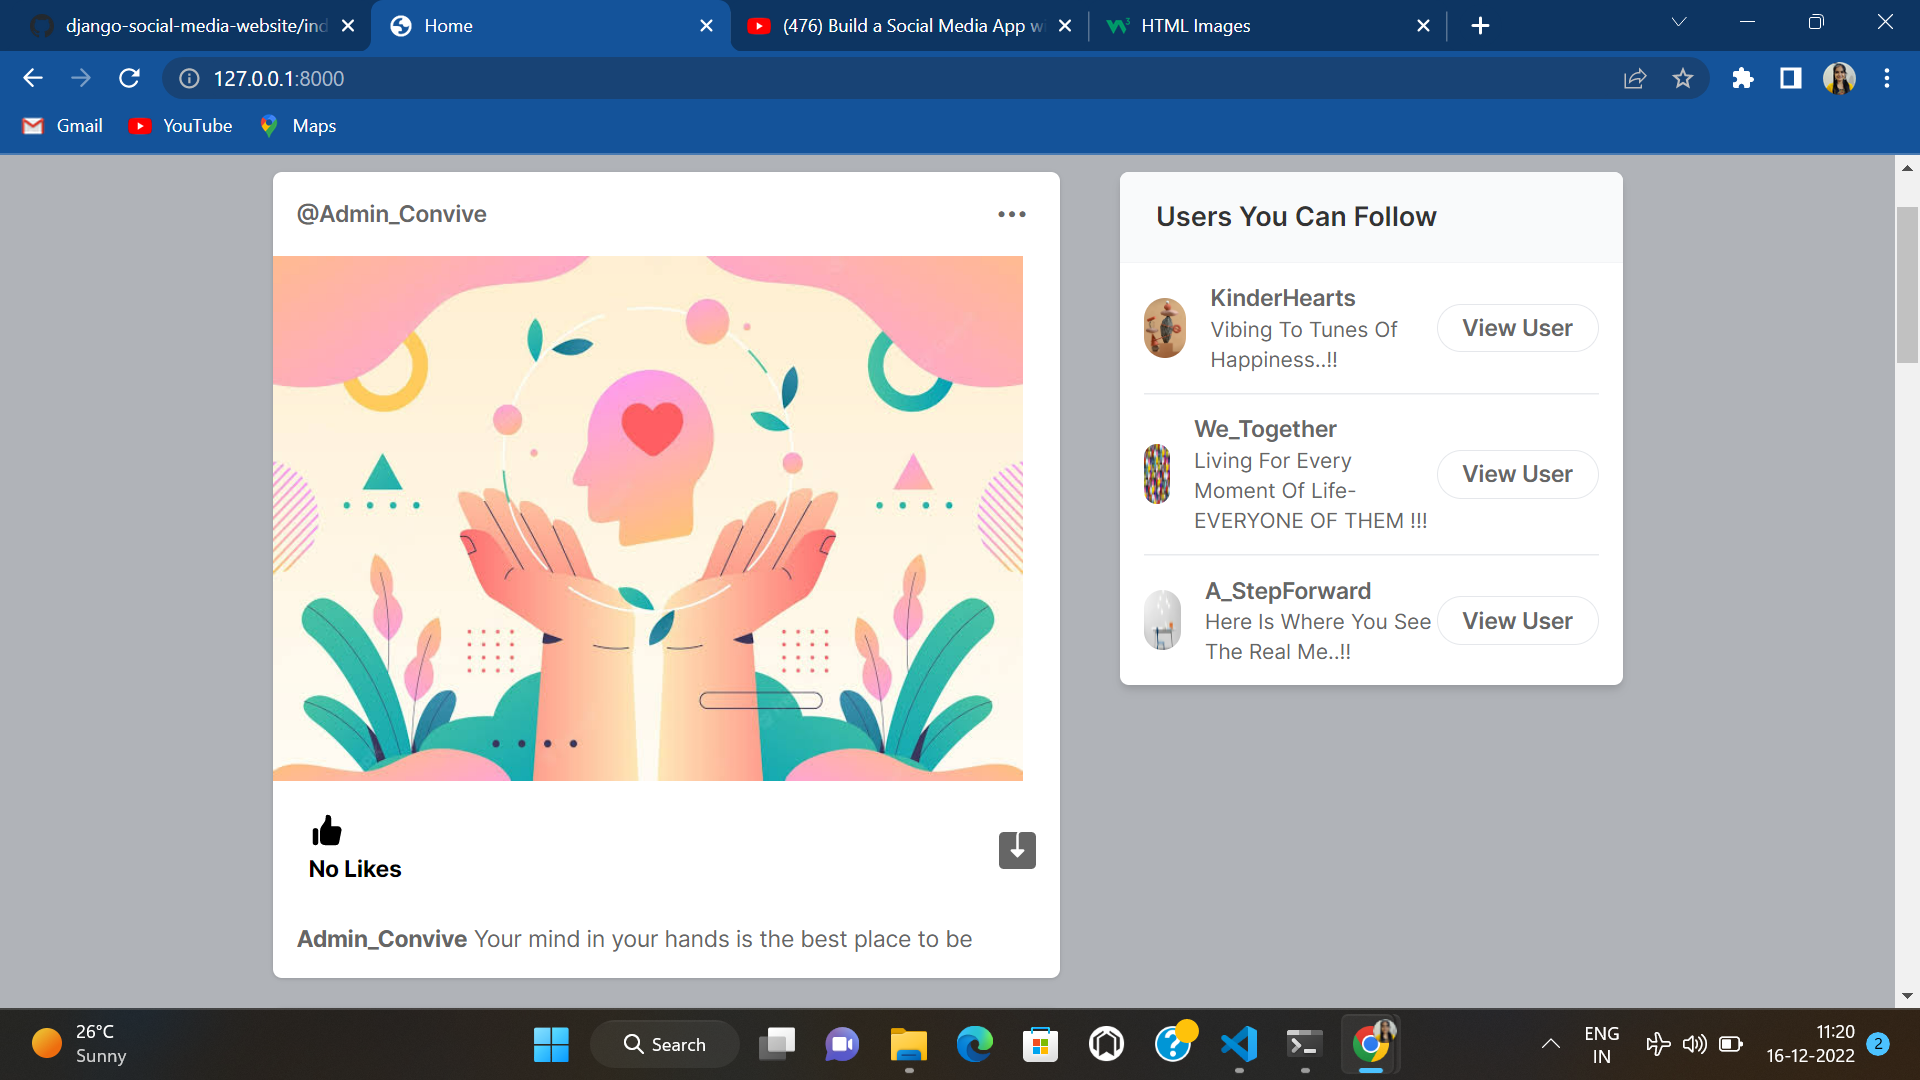 django-social-media-website/ind
Home
(476) Build a Social Media App wi
HTML Images
127.0.0.1:8000
Gmail
YouTube
Maps
@Admin_Convive
No Likes
Admin_Convive Your mind in your hands is the best place to be
Users You Can Follow
KinderHearts
Vibing To Tunes Of
Happiness..!!
View User
We_Together
Living For Every
Moment Of Life-
EVERYONE OF THEM !!!
View User
A_StepForward
Here Is Where You See
The Real Me..!!
View User
26°C
Sunny
Search
ENG
IN
11:20
16-12-2022
2